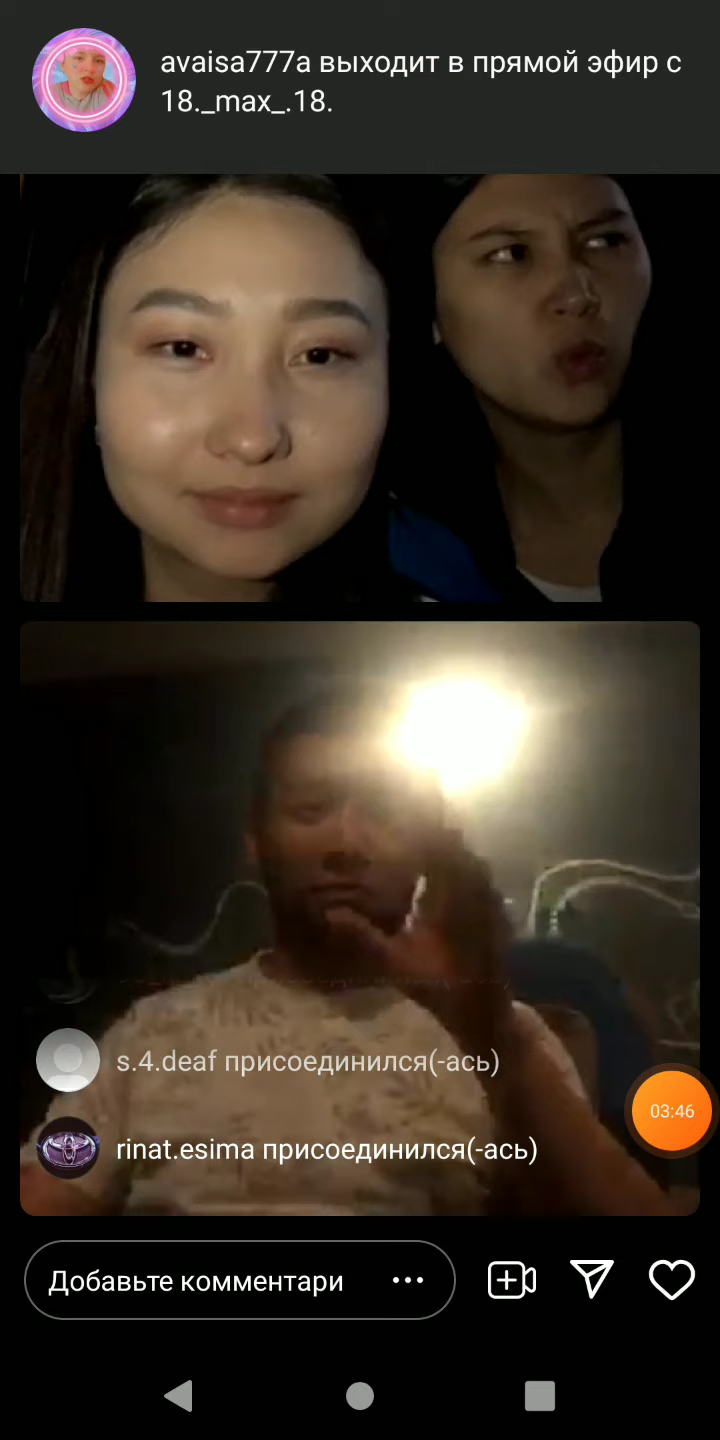 avaisa777a выходит в прямой эфир с
18._max_.18.
s.4.deaf присоединился(-ась)
rinat.esima присоединился(-ась)
03:46
Добавьте комментари